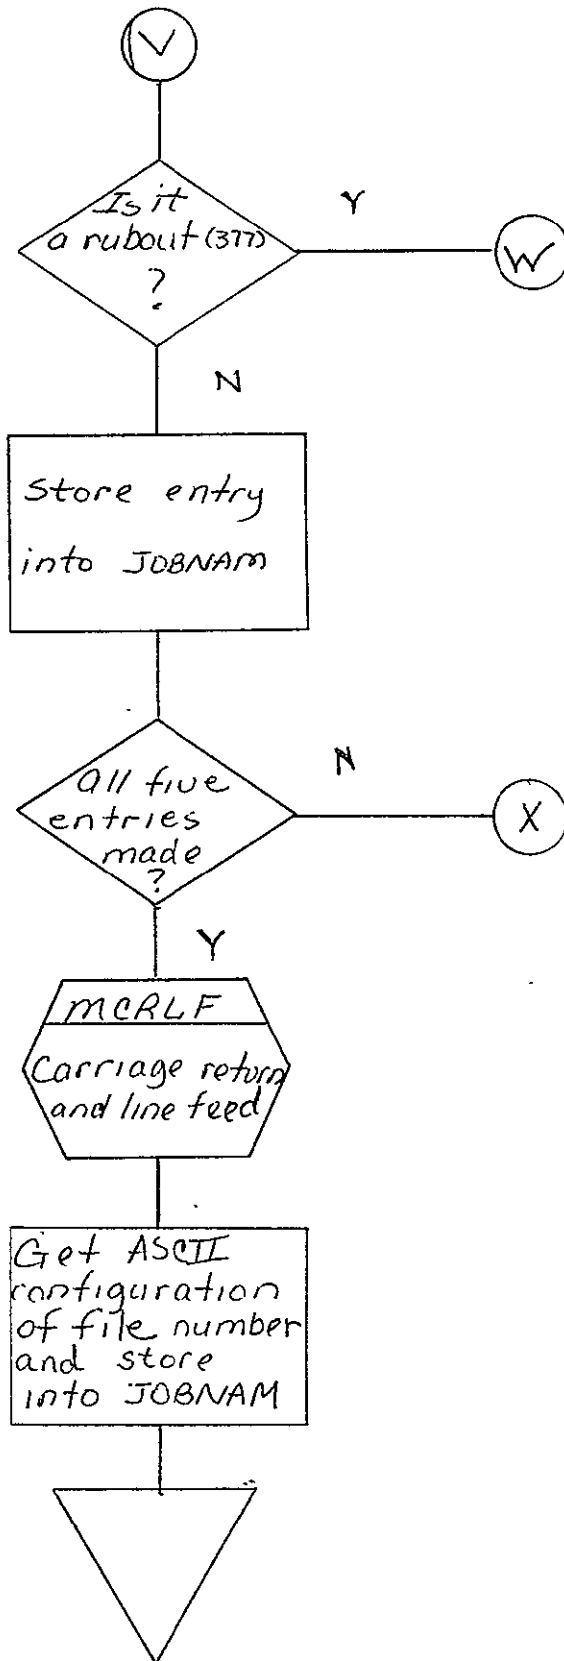 V
Is it
a rubout (377)
?
Y
W
N
Store entry
into JOBNAM
All five
entries
made
?
N
X
Y
MCRLF
Carriage return
and line feed
Get ASCII
configuration
of file number
and store
into JOBNAM